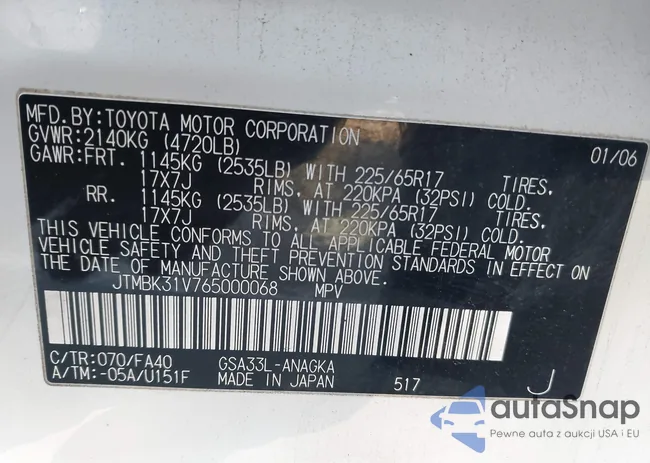 MFD.BY:TOYOTA MOTOR CORPORATION 01/06
GVWR:2140KG (4720LB)
GAWR:FRT. 1145KG (2535LB) WITH 225/65R17 TIRES,
17X7J RIMS, AT 220KPA (32PSI) COLD.
RR. 1145KG (2535LB) WITH 225/65R17 TIRES,
17X7J RIMS, AT 220KPA (32PSI) COLD.
THIS VEHICLE CONFORMS TO ALL APPLICABLE FEDERAL MOTOR
VEHICLE SAFETY AND THEFT PREVENTION STANDARDS IN EFFECT ON
THE DATE OF MANUFACTURE SHOWN ABOVE.
JTMBK31V765000068 MPV
C/TR:070/FA40 GSA33L-ANAGKA
A/TM:-05A/U151F MADE IN JAPAN 517 J
autaSnap
Pewne auta z aukcji USA i EU